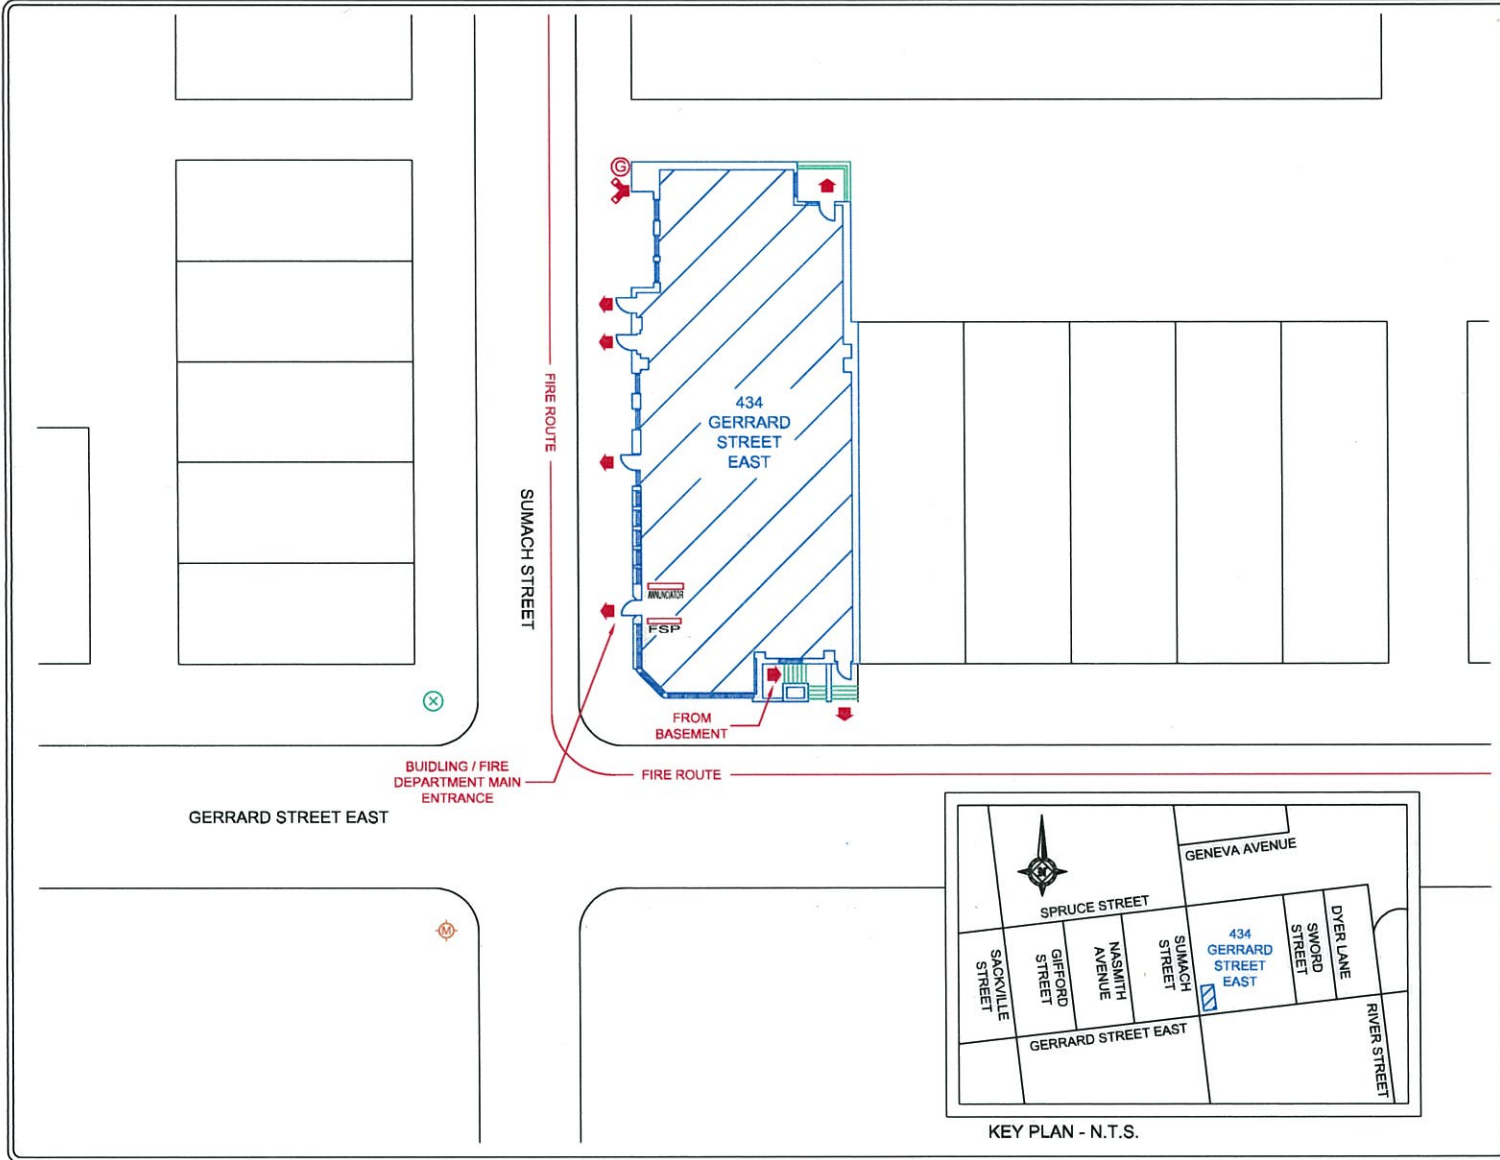 G
FIRE ROUTE
434
GERRARD
STREET
EAST
SUMACH STREET
ANNUNCIATOR
FSP
FROM
BASEMENT
BUIDLING / FIRE
DEPARTMENT MAIN
ENTRANCE
FIRE ROUTE
GERRARD STREET EAST
M
N
GENEVA AVENUE
SPRUCE STREET
SACKVILLE
STREET
GIFFORD
STREET
NASMITH
AVENUE
SUMACH
STREET
434
GERRARD
STREET
EAST
SWORD
STREET
DYER LANE
GERRARD STREET EAST
RIVER STREET
KEY PLAN - N.T.S.